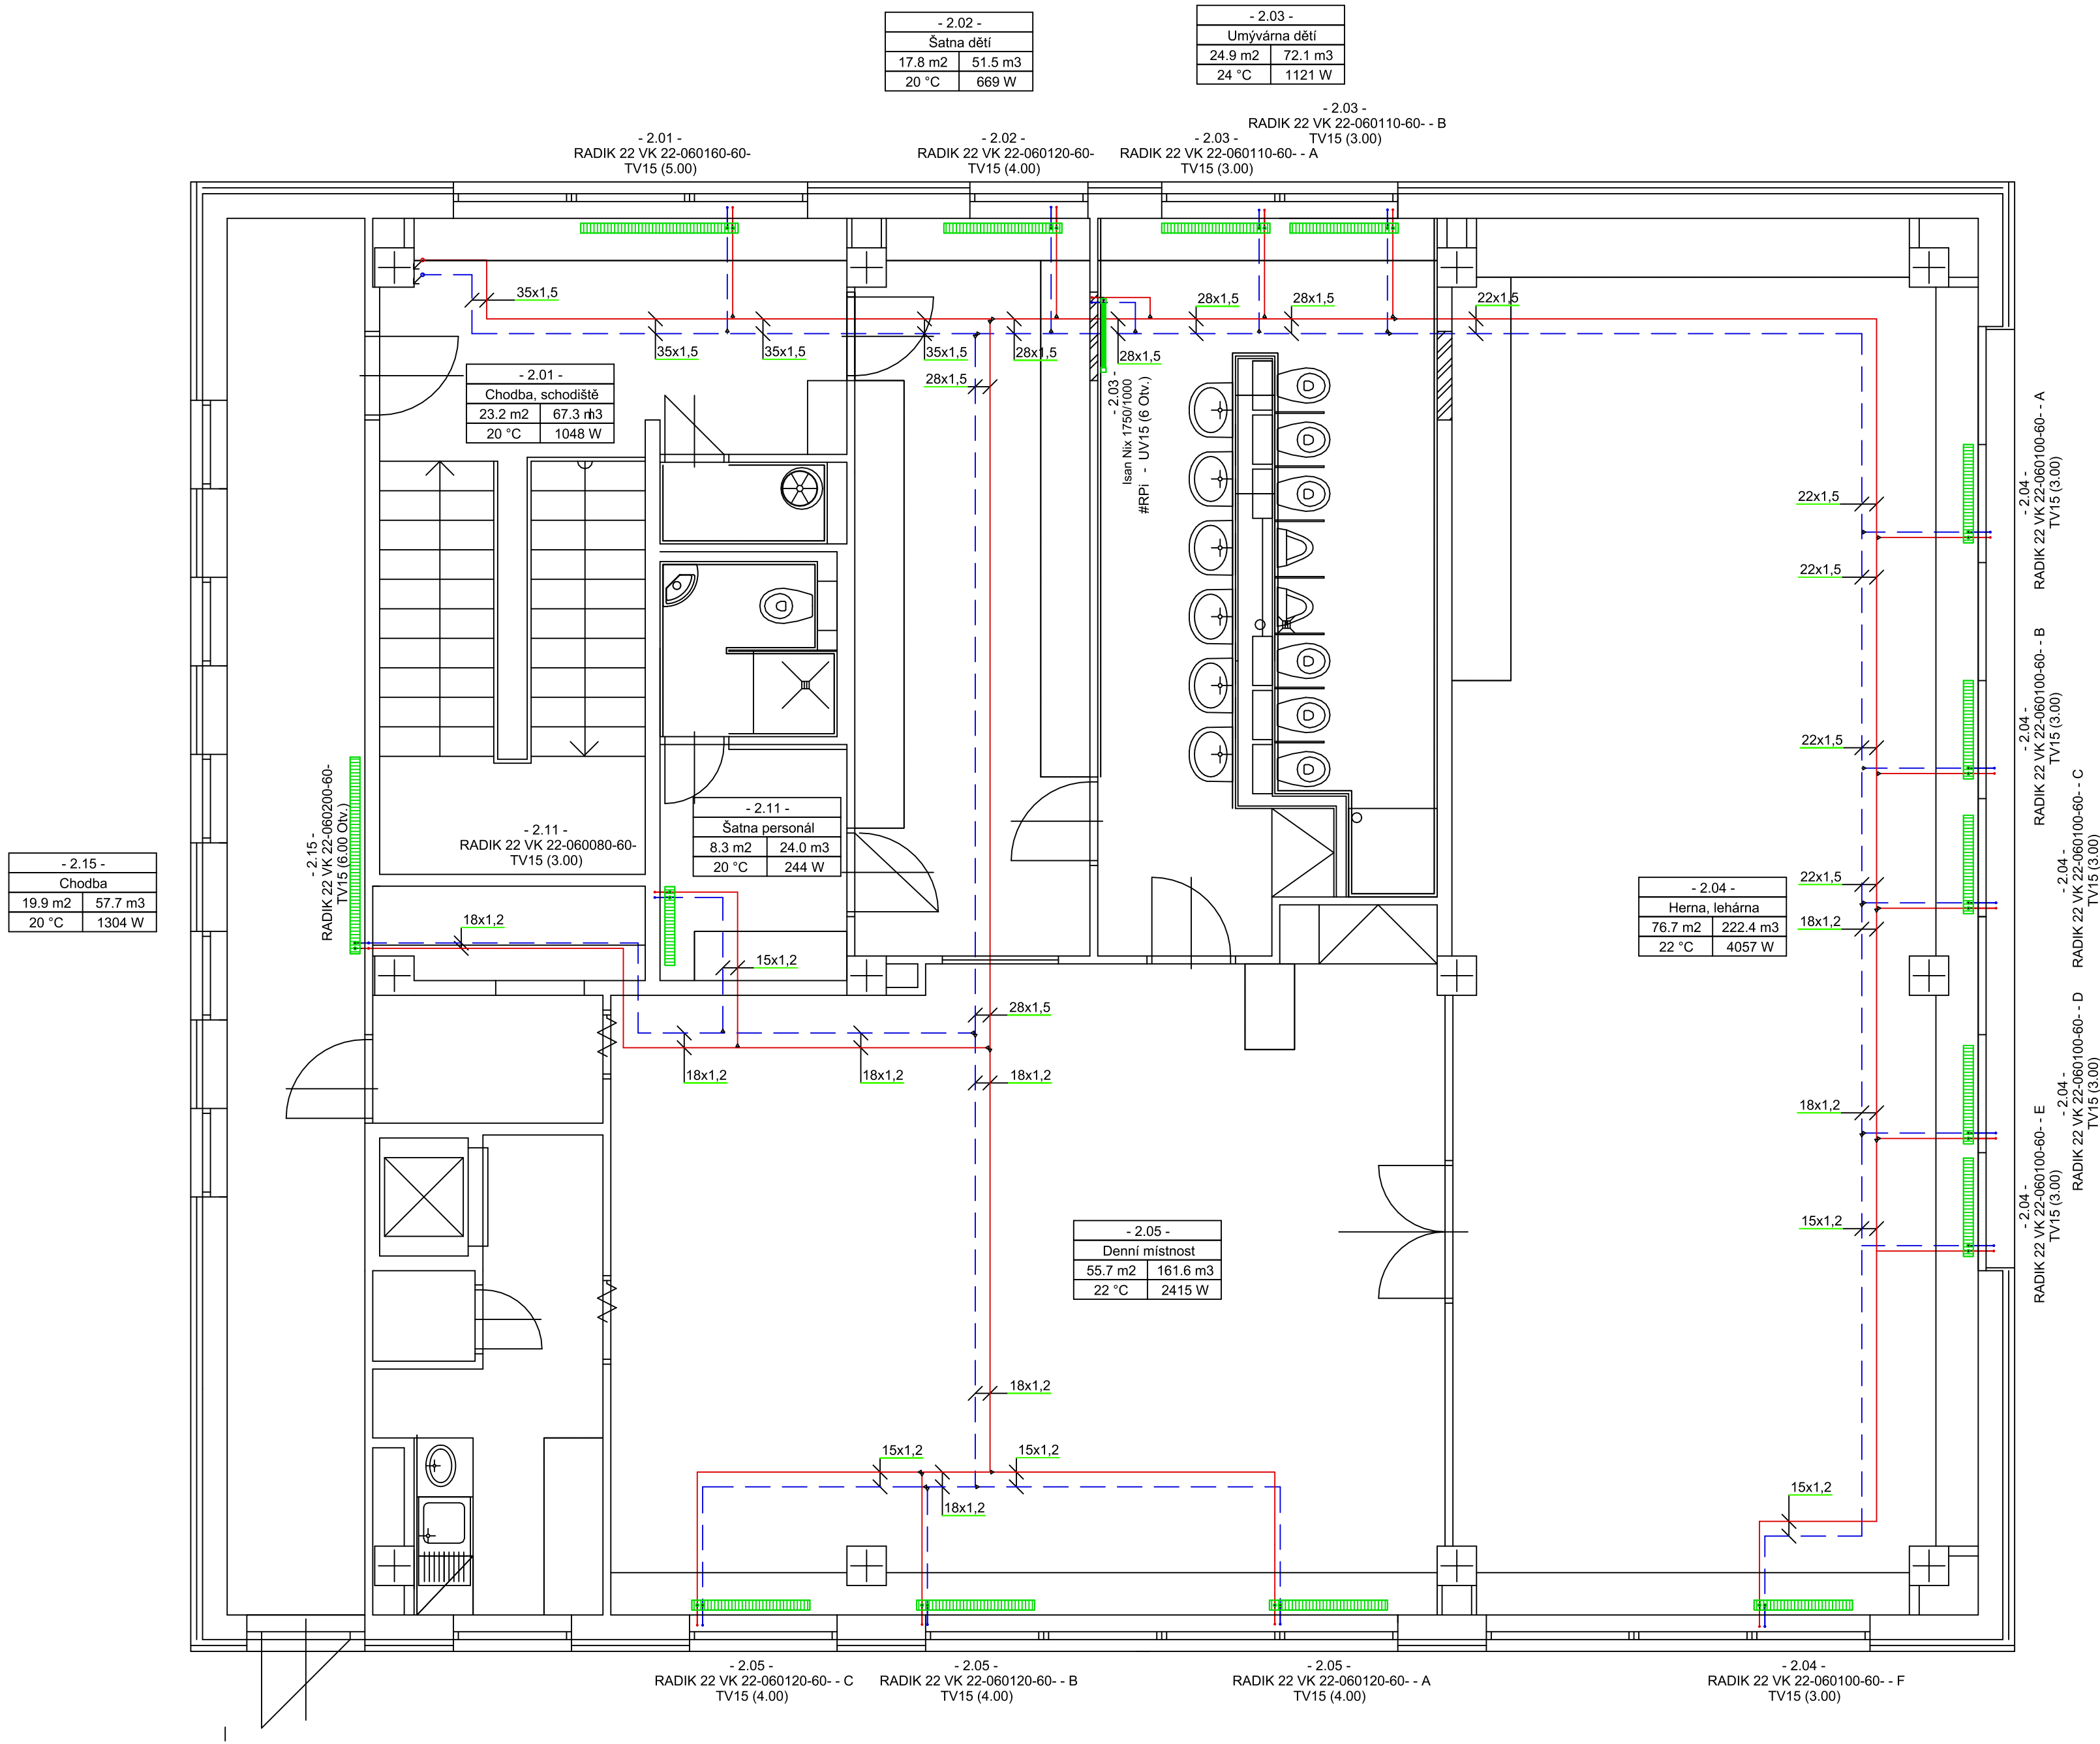 - 2.02 -
Šatna dětí
17.8 m2 51.5 m3
20 °C 669 W
- 2.03 -
Umývárna dětí
24.9 m2 72.1 m3
24 °C 1121 W
- 2.01 -
RADIK 22 VK 22-060160-60-
TV15 (5.00)
- 2.02 -
RADIK 22 VK 22-060120-60-
TV15 (4.00)
- 2.03 -
RADIK 22 VK 22-060110-60- - A
TV15 (3.00)
- 2.03 -
RADIK 22 VK 22-060110-60- - B
TV15 (3.00)
35x1,5
28x1,5
28x1,5
22x1,5
35x1,5
35x1,5
35x1,5
28x1,5
28x1,5
28x1,5
- 2.01 -
Chodba, schodiště
23.2 m2 67.3 m3
20 °C 1048 W
- 2.03 -
Isan Nix 1750/1000
#RPi - UV15 (6 Otv.)
- 2.04 -
RADIK 22 VK 22-060100-60- - A
TV15 (3.00)
22x1,5
22x1,5
- 2.04 -
RADIK 22 VK 22-060100-60- - B
TV15 (3.00)
22x1,5
- 2.04 -
RADIK 22 VK 22-060100-60- - C
TV15 (3.00)
- 2.15 -
RADIK 22 VK 22-060200-60-
TV15 (6.00 Otv.)
- 2.11 -
RADIK 22 VK 22-060080-60-
TV15 (3.00)
- 2.11 -
Šatna personál
8.3 m2 24.0 m3
20 °C 244 W
- 2.15 -
Chodba
19.9 m2 57.7 m3
20 °C 1304 W
- 2.04 -
Herna, lehárna
76.7 m2 222.4 m3
22 °C 4057 W
22x1,5
18x1,2
18x1,2
15x1,2
28x1,5
18x1,2
18x1,2
18x1,2
18x1,2
- 2.04 -
RADIK 22 VK 22-060100-60- - D
TV15 (3.00)
- 2.04 -
RADIK 22 VK 22-060100-60- - E
TV15 (3.00)
15x1,2
- 2.05 -
Denní místnost
55.7 m2 161.6 m3
22 °C 2415 W
18x1,2
15x1,2
15x1,2
18x1,2
15x1,2
- 2.05 -
RADIK 22 VK 22-060120-60- - C
TV15 (4.00)
- 2.05 -
RADIK 22 VK 22-060120-60- - B
TV15 (4.00)
- 2.05 -
RADIK 22 VK 22-060120-60- - A
TV15 (4.00)
- 2.04 -
RADIK 22 VK 22-060100-60- - F
TV15 (3.00)